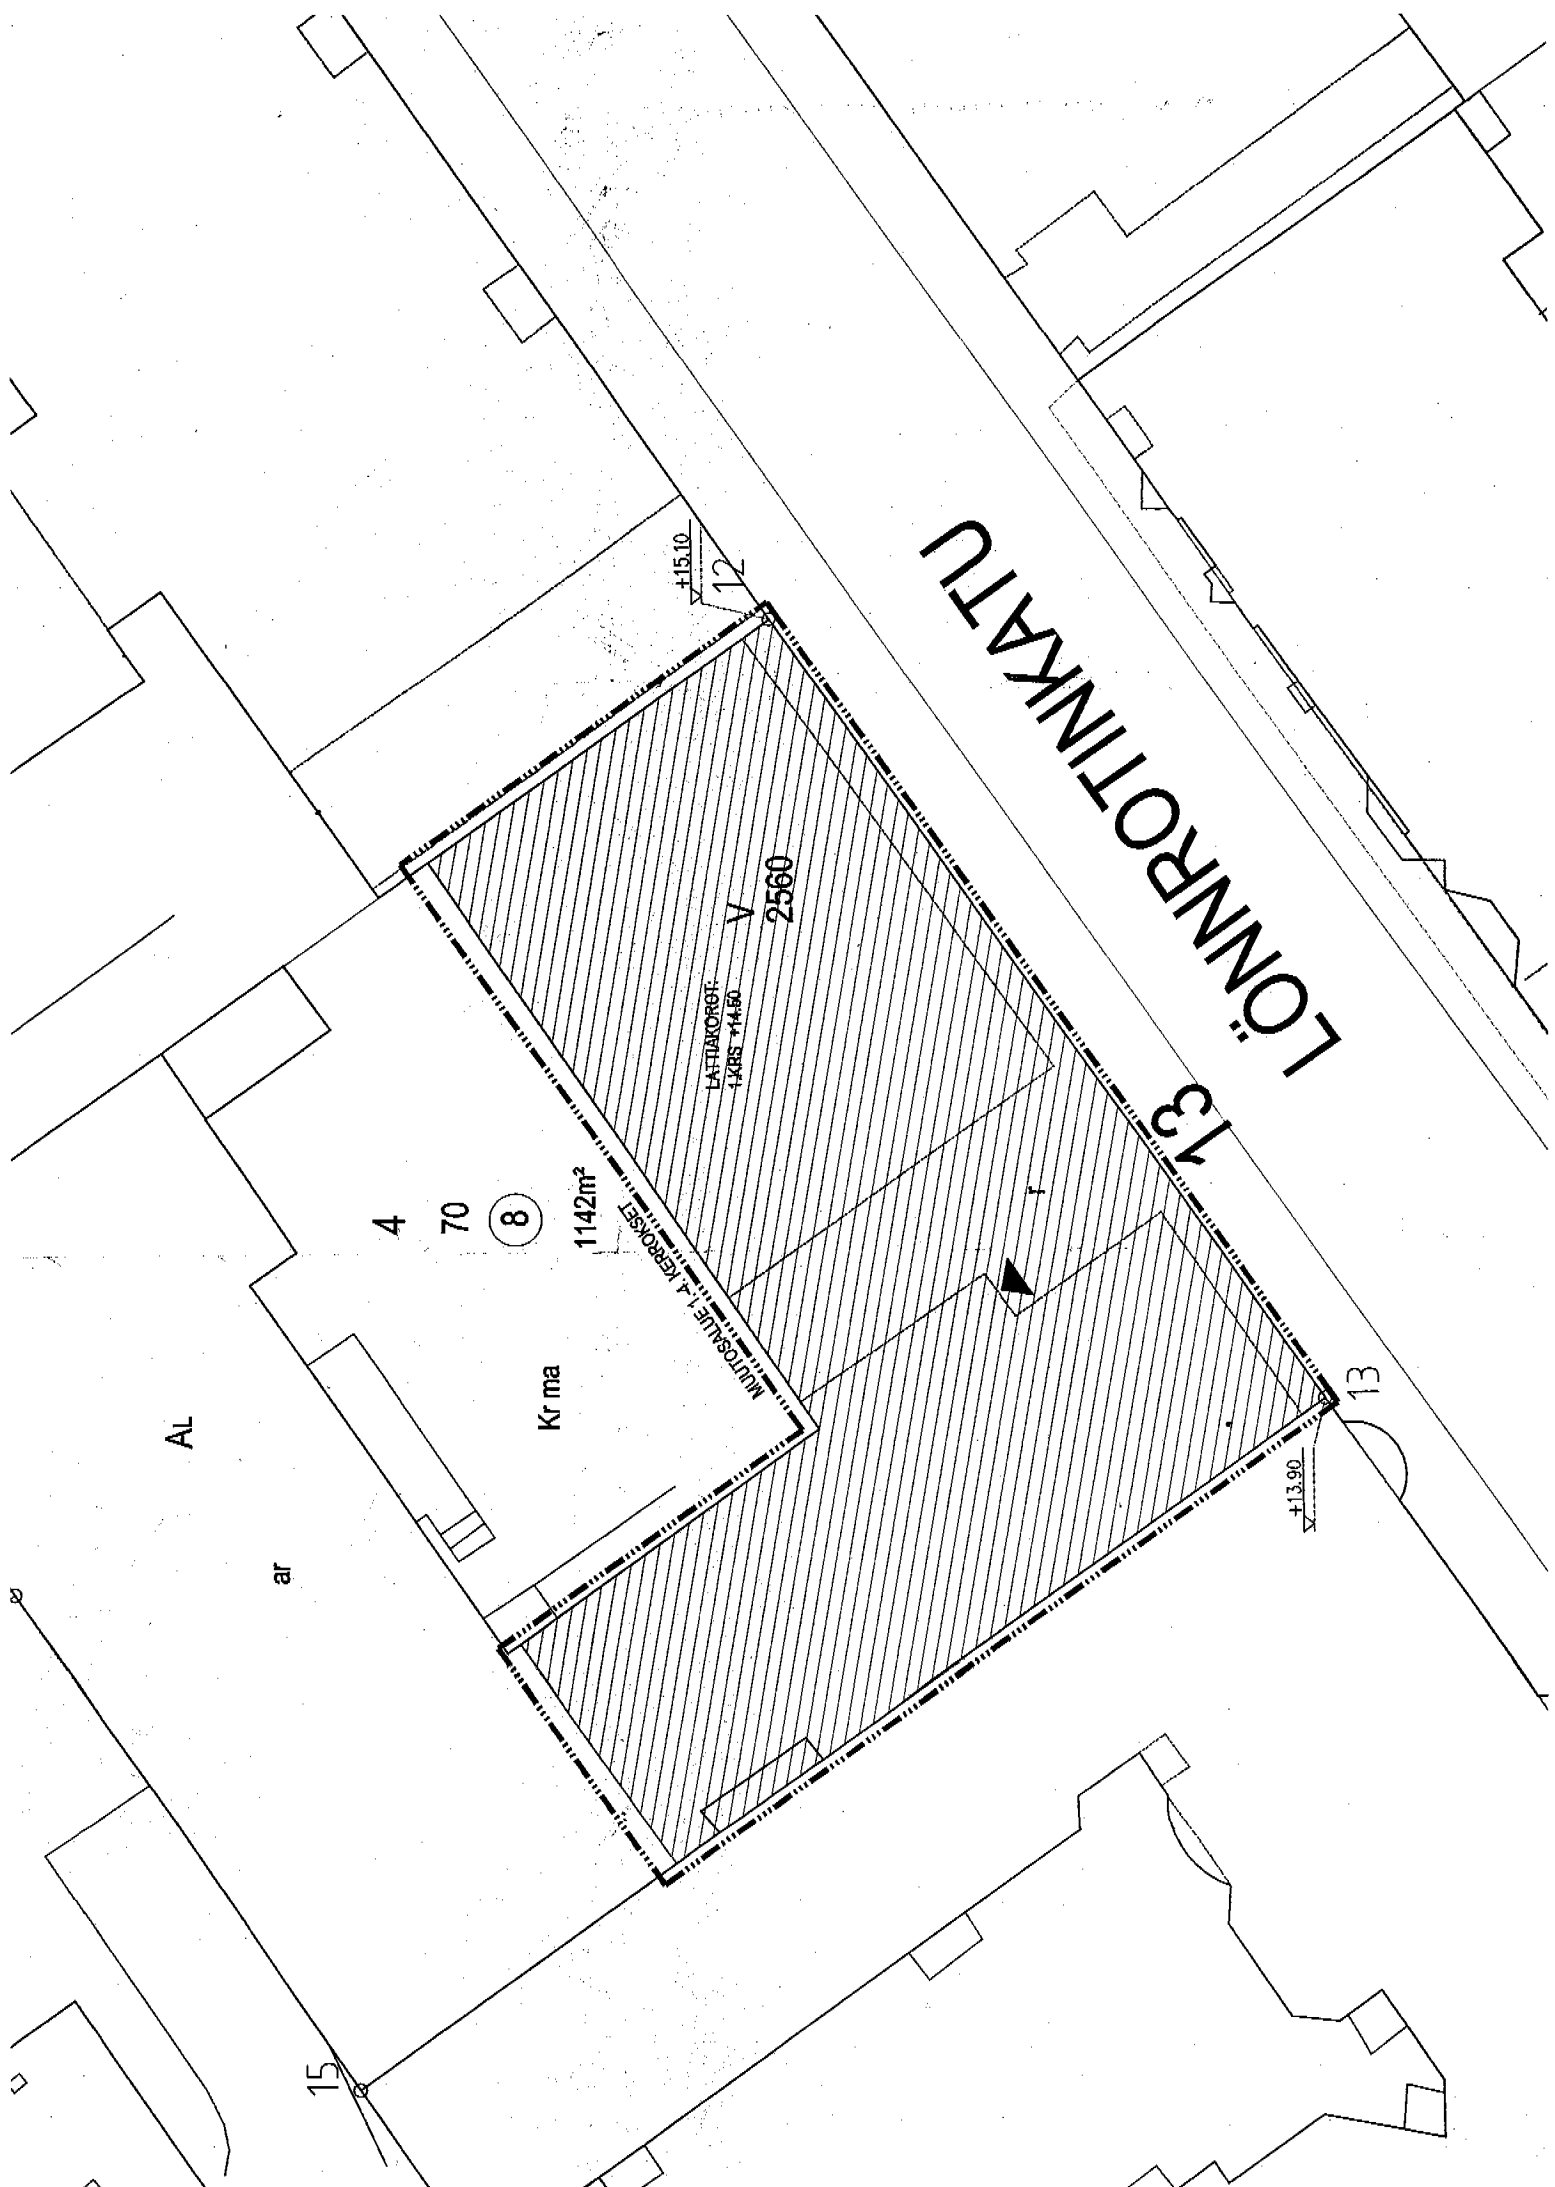 AL
ar
15
4
70
8
1142m²
Kr ma
MUUTOSALUE 1-4. KERROKSET
LATTIAKOROT:
1.KRS +14.50
V
2560
+15.10
12
r
+13.90
13
13
LÖNNROTINKATU